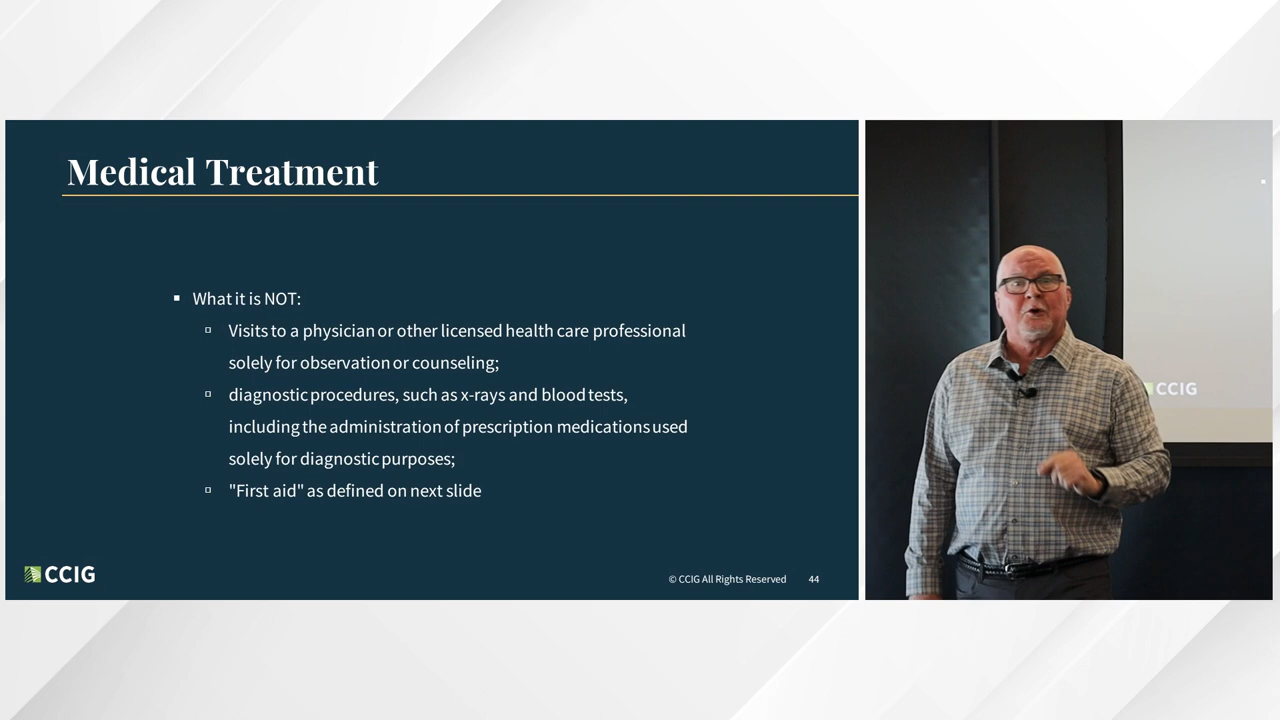 Medical Treatment
What it is NOT:
Visits to a physician or other licensed health care professional
solely for observation or counseling;
diagnostic procedures, such as x-rays and blood tests,
including the administration of prescription medications used
solely for diagnostic purposes;
"First aid" as defined on next slide
CCIG
© CCIG All Rights Reserved 44
CCIG